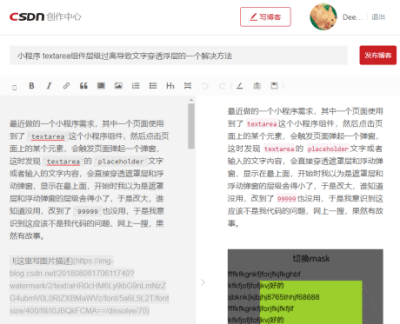 CSDN 创作中心
写博客
Dee...
退出
小程序 textarea组件层级过高导致文字穿透浮层的一个解决方法
发布博客
最近做的一个小程序需求，其中一个页面使用
到了 textarea 这个小程序组件，然后点击页
面上的某个元素，会触发页面弹起一个弹窗，
这时发现 textarea 的 placeholder 文字
或者输入的文字内容，会直接穿透遮罩层和浮动
弹窗，显示在最上面，开始时我以为是遮罩
层和浮动弹窗的层级舍得小了，于是改大，谁
知道没用，改到了 99999 也没用，于是我意
识到这应该不是我代码的问题，网上一搜，果
然有故事。
![这里写图片描述](https://img-
blog.csdn.net/20180808170611740?
最近做的一个小程序需求，其中一个页面使用
到了 textarea 这个小程序组件，然后点击页
面上的某个元素，会触发页面弹起一个弹窗，
这时发现 textarea 的 placeholder 文字或者
输入的文字内容，会直接穿透遮罩层和浮动弹
窗，显示在最上面，开始时我以为是遮罩层和浮
动弹窗的层级舍得小了，于是改大，谁知道没
用，改到了 99999 也没用，于是我意识到这
应该不是我代码的问题，网上一搜，果然有故
事。
切换mask